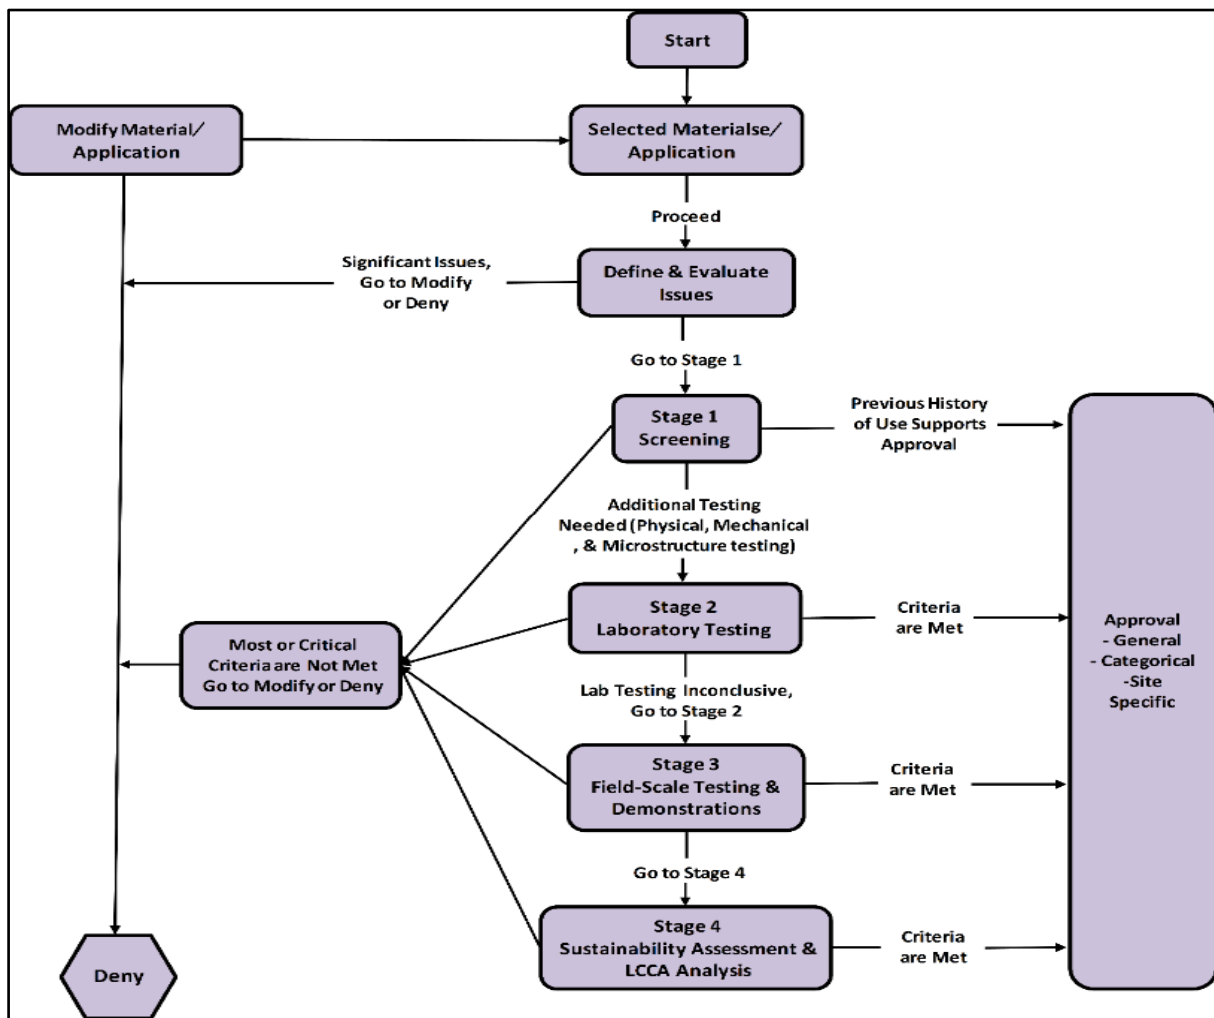 Start
Modify Material/
Application
Selected Materialse/
Application
Proceed
Significant Issues,
Go to Modify
or Deny
Define & Evaluate
Issues
Go to Stage 1
Stage 1
Screening
Previous History
of Use Supports
Approval
Additional Testing
Needed (Physical, Mechanical
, & Microstructure testing)
Stage 2
Laboratory Testing
Criteria
are Met
Most or Critical
Criteria are Not Met
Go to Modify or Deny
Lab Testing Inconclusive,
Go to Stage 2
Approval
- General
- Categorical
-Site
Specific
Stage 3
Field-Scale Testing &
Demonstrations
Criteria
are Met
Go to Stage 4
Stage 4
Sustainability Assessment &
LCCA Analysis
Criteria
are Met
Deny